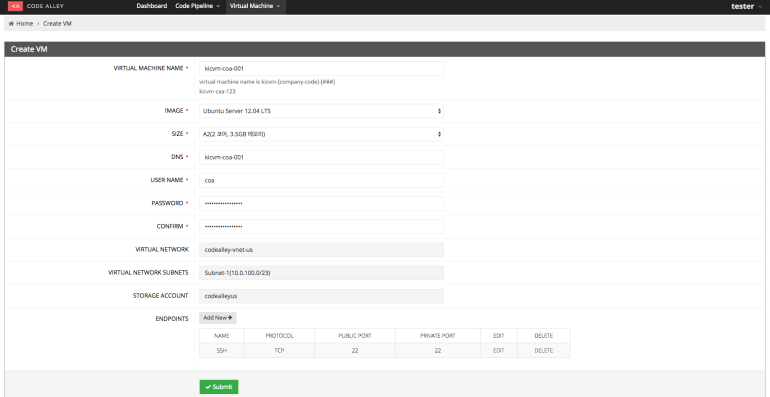 <A CODE ALLEY Dashboard Code Pipeline Virtual Machine tester
Home > Create VM
Create VM
VIRTUAL MACHINE NAME * kicvm-coa-001
virtual machine name is kicvm-[company-code]-[###]
kicvm-caa-123
IMAGE * Ubuntu Server 12.04 LTS
SIZE * A2(2 코어, 3.5GB 메모리)
DNS * kicvm-coa-001
USER NAME * coa
PASSWORD * ••••••••••••••••
CONFIRM * ••••••••••••••••
VIRTUAL NETWORK codealley-vnet-us
VIRTUAL NETWORK SUBNETS Subnet-1(10.0.100.0/23)
STORAGE ACCOUNT codealleyus
ENDPOINTS Add New +
NAME PROTOCOL PUBLIC PORT PRIVATE PORT EDIT DELETE
SSH TCP 22 22 EDIT DELETE
Submit